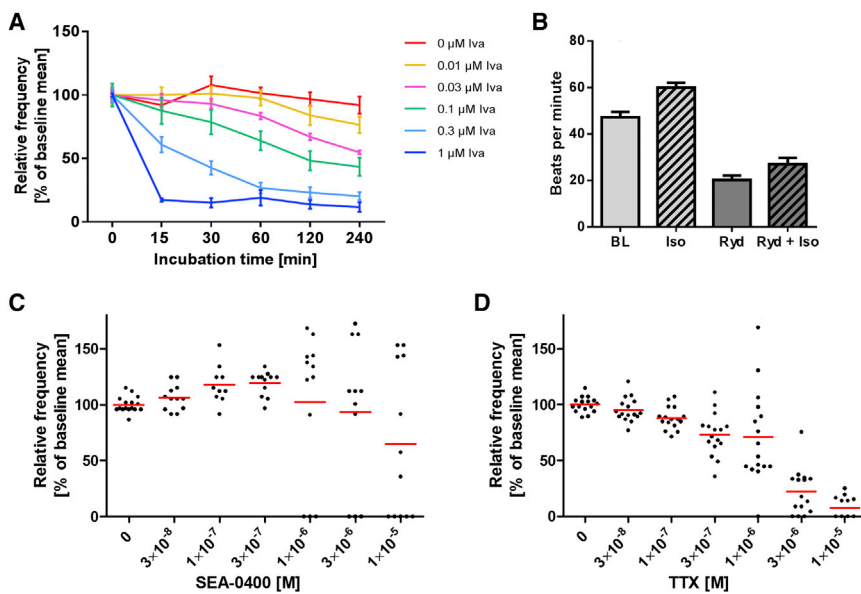 A
Relative frequency
[% of baseline mean]
150
100
50
0
0 15 30 60 120 240
Incubation time [min]
0 µM Iva
0.01 µM Iva
0.03 µM Iva
0.1 µM Iva
0.3 µM Iva
1 µM Iva
B
Beats per minute
80
60
40
20
0
BL Iso Ryd Ryd + Iso
C
Relative frequency
[% of baseline mean]
150
100
50
0
0 3×10⁻⁸ 1×10⁻⁷ 3×10⁻⁷ 1×10⁻⁶ 3×10⁻⁶ 1×10⁻⁵
SEA-0400 [M]
D
Relative frequency
[% of baseline mean]
150
100
50
0
0 3×10⁻⁸ 1×10⁻⁷ 3×10⁻⁷ 1×10⁻⁶ 3×10⁻⁶ 1×10⁻⁵
TTX [M]